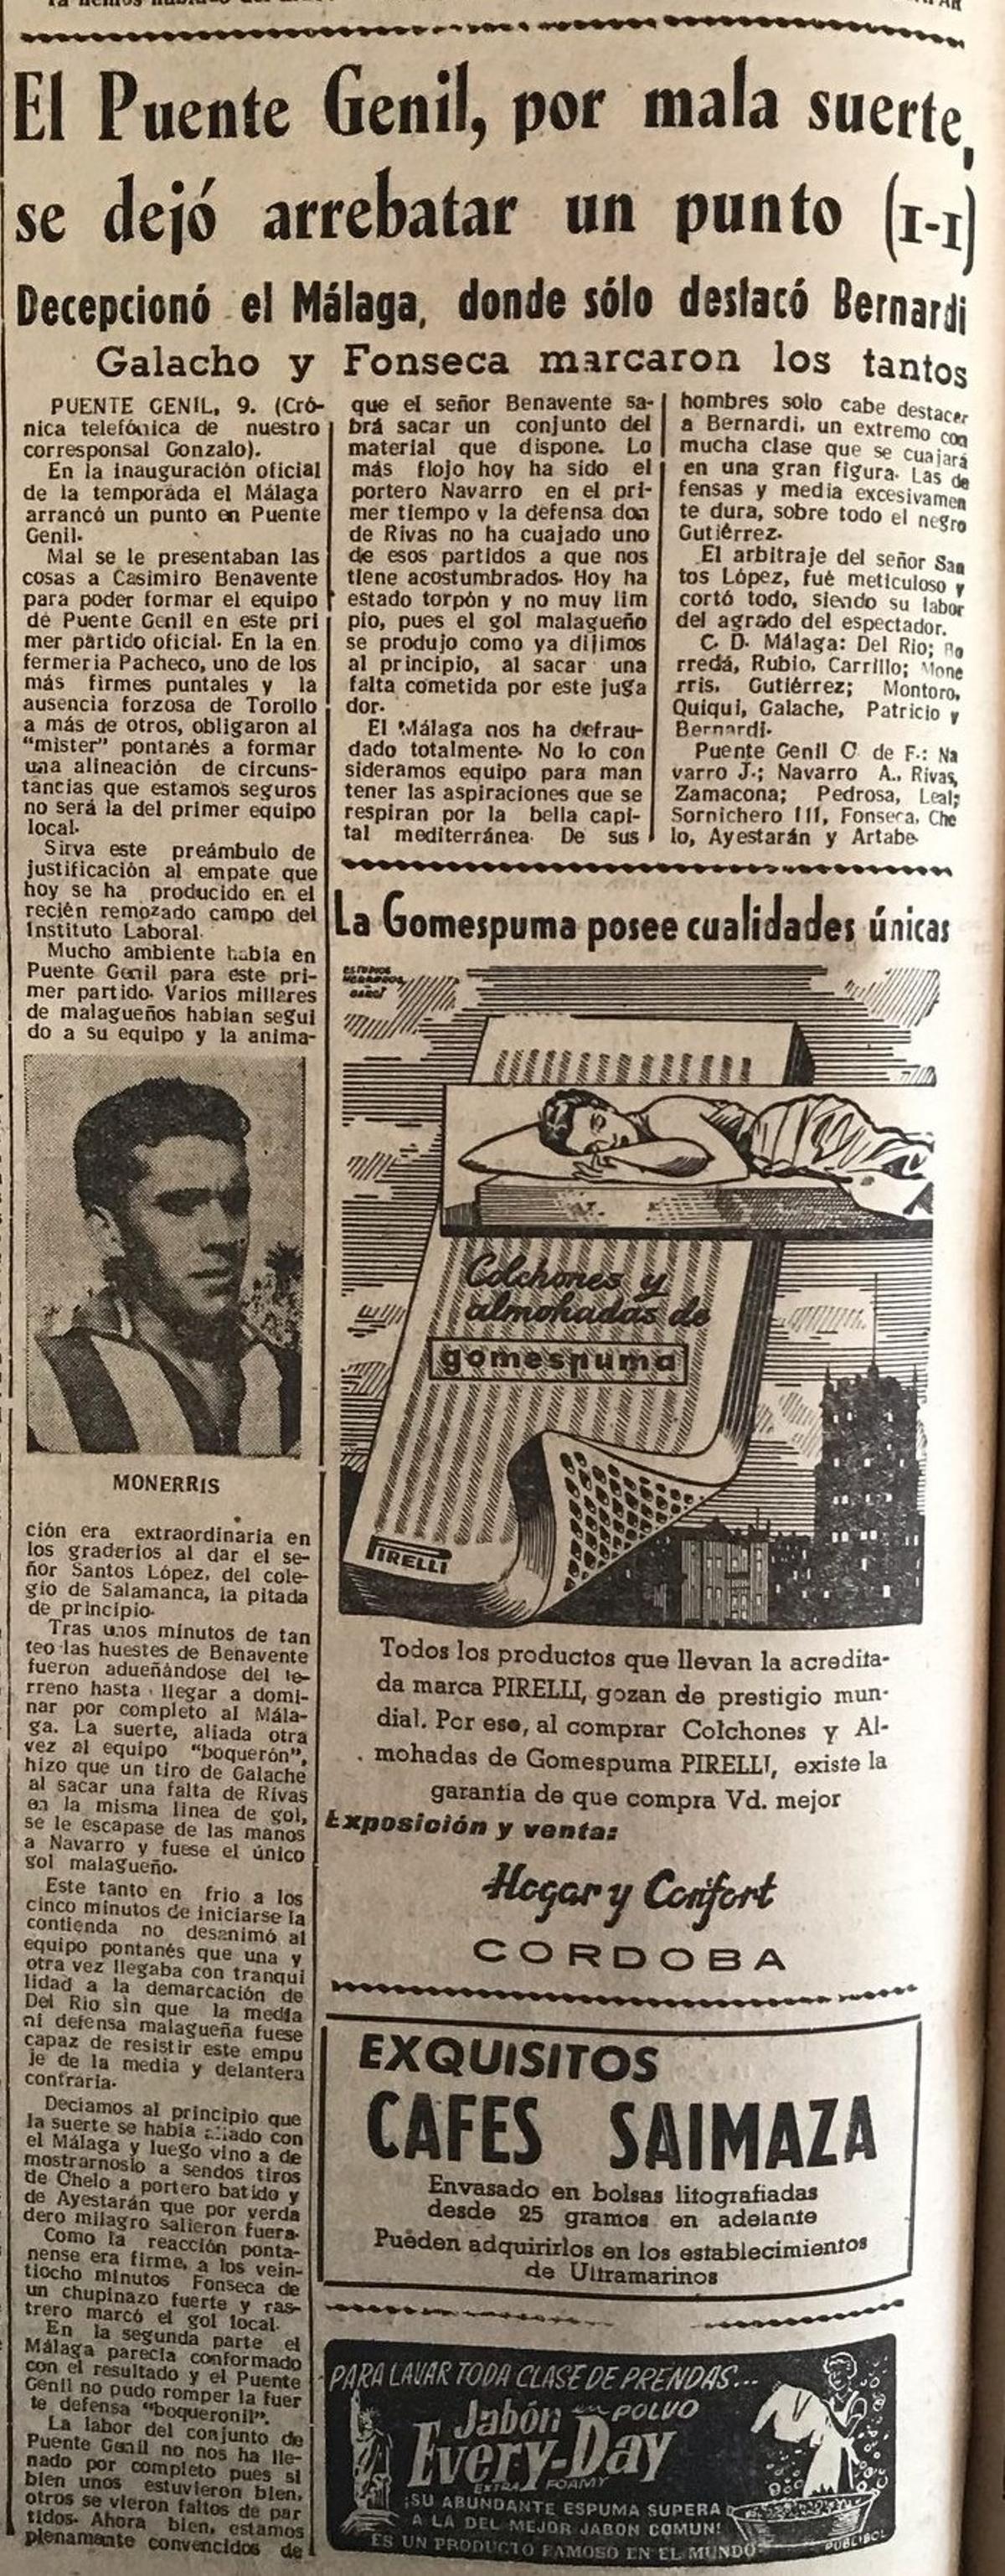 El Puente Genil, por mala suerte,
se dejó arrebatar un punto (1-1)
Decepcionó el Málaga, donde sólo destacó Bernardi
Galacho y Fonseca marcaron los tantos
PUENTE GENIL, 9. (Cró-
nica telefónica de nuestro
corresponsal Gonzalo).
En la inauguración oficial
de la temporada el Málaga
arrancó un punto en Puente
Genil.
Mal se le presentaban las
cosas a Casimiro Benavente
para poder formar el equipo
de Puente Genil en este pri
mer partido oficial. En la en
fermeria Pacheco, uno de los
más firmes puntales y la
ausencia forzosa de Torollo
a más de otros, obligaron al
"mister" pontanés a formar
una alineación de circuns-
tancias que estamos seguros
no será la del primer equipo
local.
Sirva este preámbulo de
justificación al empate que
hoy se ha producido en el
recién remozado campo del
Instituto Laboral.
Mucho ambiente habia en
Puente Genil para este pri-
mer partido. Varios millares
de malagueños habian segui
do a su equipo y la anima-
MONERRIS
ción era extraordinaria en
los graderios al dar el se-
ñor Santos López, del cole-
gio de Salamanca, la pitada
de principio.
Tras unos minutos de tan
teo las huestes de Benavente
fueron adueñándose del te-
rreno hasta llegar a domi-
nar por completo al Mála-
ga. La suerte, aliada otra
vez al equipo "boquerón",
hizo que un tiro de Galache
al sacar una falta de Rivas
en la misma linea de gol,
se le escapase de las manos
a Navarro y fuese el único
gol malagueño.
Este tanto en frio a los
cinco minutos de iniciarse la
contienda no desanimó al
equipo pontanés que una y
otra vez llegaba con tranqui
lidad a la demarcación de
Del Rio sin que la media
ni defensa malagueña fuese
capaz de resistir este empu
je de la media y delantera
contraria.
Deciamos al principio que
la suerte se habia aliado con
el Málaga y luego vino a de
mostrarnoslo a sendos tiros
de Chelo a portero batido y
de Ayestarán que por verda
dero milagro salieron fuera.
Como la reacción ponta-
nense era firme, a los vein-
tiocho minutos Fonseca de
un chupinazo fuerte y ras-
trero marcó el gol local.
En la segunda parte el
Málaga parecia conformado
con el resultado y el Puente
Genil no pudo romper la fuer
te defensa "boqueronil".
La labor del conjunto de
Puente Genil no nos ha lle-
nado por completo pues si
bien unos estuvieron bien,
otros se vieron faltos de par
tidos. Ahora bien, estamos
plenamante convencidos de
que el señor Benavente sa-
brá sacar un conjunto del
material que dispone. Lo
más flojo hoy ha sido el
portero Navarro en el pri-
mer tiempo y la defensa don
de Rivas no ha cuajado uno
de esos partidos a que nos
tiene acostumbrados. Hoy ha
estado torpón y no muy lim
pio, pues el gol malagueño
se produjo como ya dijimos
al principio, al sacar una
falta cometida por este juga
dor.
El Málaga nos ha defrau-
dado totalmente. No lo con
sideramos equipo para man
tener las aspiraciones que se
respiran por la bella capi-
tal mediterránea. De sus
hombres solo cabe destacer
a Bernardi, un extremo con
mucha clase que se cuajará
en una gran figura. Las de
fensas y media excesivamen
te dura, sobre todo el negro
Gutiérrez.
El arbitraje del señor San
tos López, fué meticuloso y
cortó todo, siendo su labor
del agrado del espectador.
C. D. Málaga: Del Rio; Bo
rredá, Rubio, Carrillo; Mone
rris, Gutiérrez; Montoro,
Quiqui, Galache, Patricio y
Bernardi.
Puente Genil C de F.: Na
varro J.; Navarro A., Rivas,
Zamacona; Pedrosa, Leal;
Sornichero III, Fonseca, Che
lo, Ayestarán y Artabe.
La Gomespuma posee cualidades únicas
ESTUDIOS
Colchones y
almohadas de
gomespuma
PIRELLI
Todos los productos que llevan la acredita-
da marca PIRELLI, gozan de prestigio mun-
dial. Por eso, al comprar Colchones y Al-
mohadas de Gomespuma PIRELLI, existe la
garantia de que compra Vd. mejor
Exposición y venta:
Hogar y Confort
CORDOBA
EXQUISITOS
CAFES SAIMAZA
Envasado en bolsas litografiadas
desde 25 gramos en adelante
Pueden adquirirlos en los establecimientos
de Ultramarinos
PARA LAVAR TODA CLASE DE PRENDAS...
Jabón en POLVO
Every-Day
EXTRA FOAMY
¡SU ABUNDANTE ESPUMA SUPERA
A LA DEL MEJOR JABON COMUN!
ES UN PRODUCTO FAMOSO EN EL MUNDO
PUBLISOL